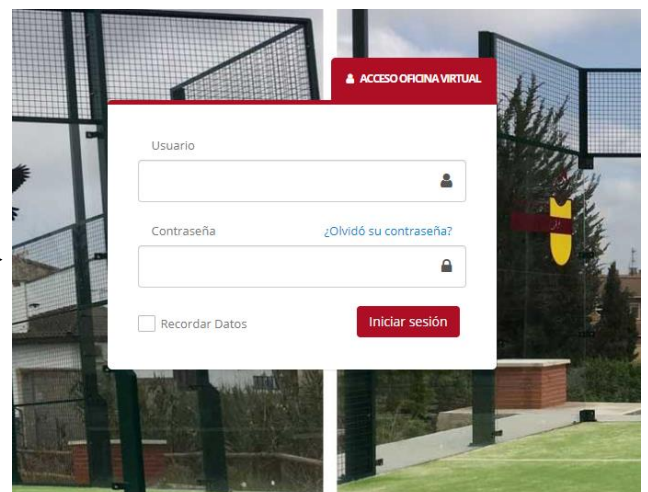 ACCESO OFICINA VIRTUAL
Usuario
Contraseña
¿Olvidó su contraseña?
Recordar Datos
Iniciar sesión